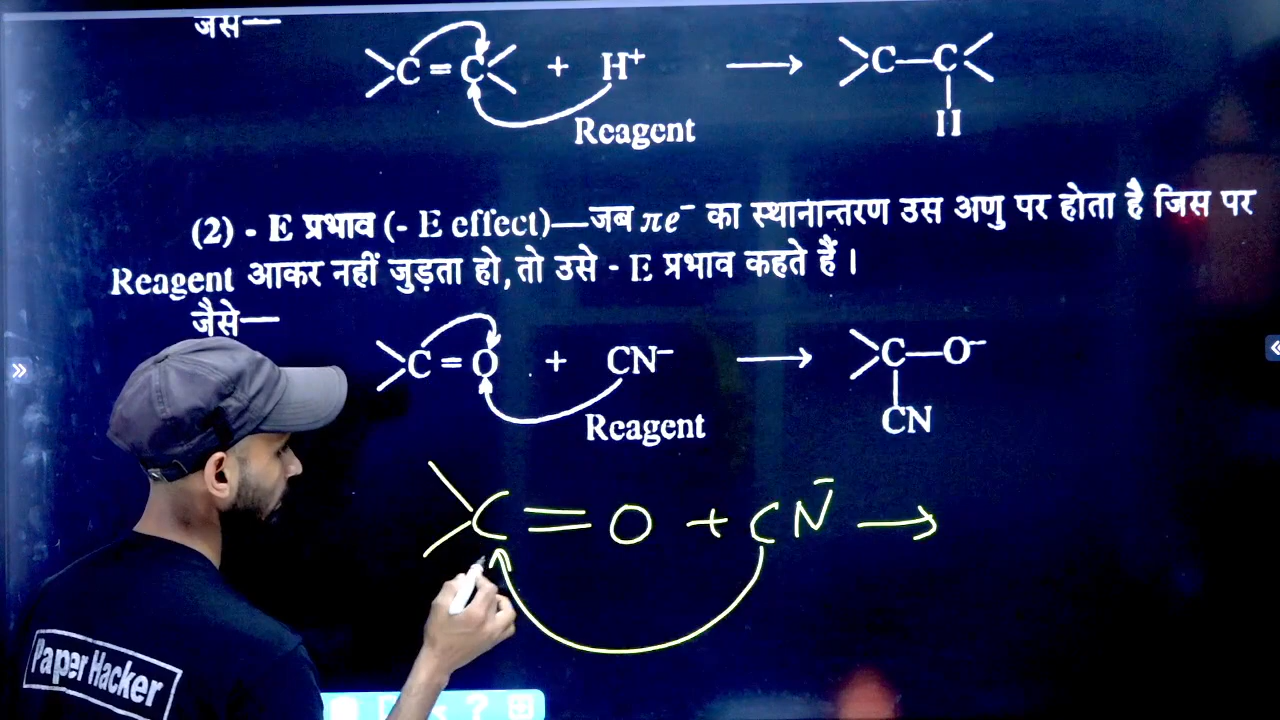 जैसे—
C = C + H⁺ ⟶ C—C
Reagent H
(2) - E प्रभाव (- E effect)—जब πe⁻ का स्थानान्तरण उस अणु पर होता है जिस पर
Reagent आकर नहीं जुड़ता हो, तो उसे - E प्रभाव कहते हैं ।
जैसे—
C = O + CN⁻ ⟶ C—O⁻
Reagent CN
C = O + CN⁻ →
Paper Hacker